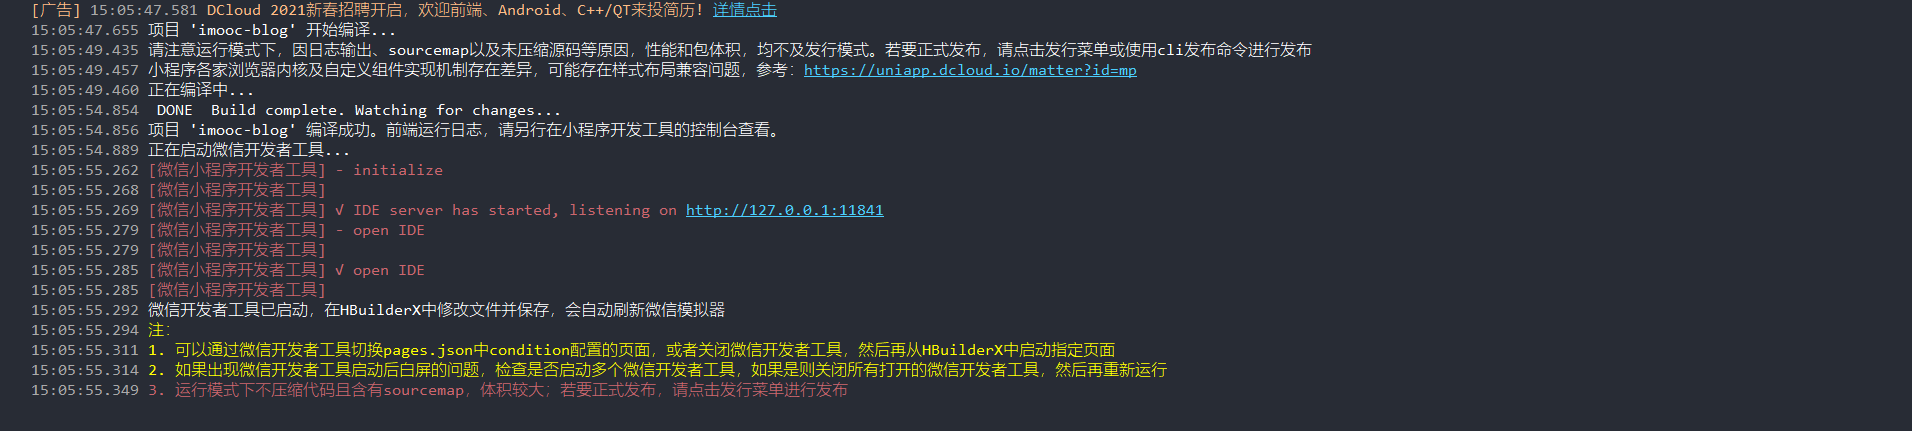 [广告] 15:05:47.581 DCloud 2021新春招聘开启，欢迎前端、Android、C++/QT来投简历！详情点击
15:05:47.655 项目 'imooc-blog' 开始编译...
15:05:49.435 请注意运行模式下，因日志输出、sourcemap以及未压缩源码等原因，性能和包体积，均不及发行模式。若要正式发布，请点击发行菜单或使用cli发布命令进行发布
15:05:49.457 小程序各家浏览器内核及自定义组件实现机制存在差异，可能存在样式布局兼容问题，参考：https://uniapp.dcloud.io/matter?id=mp
15:05:49.460 正在编译中...
15:05:54.854  DONE  Build complete. Watching for changes...
15:05:54.856 项目 'imooc-blog' 编译成功。前端运行日志，请另行在小程序开发工具的控制台查看。
15:05:54.889 正在启动微信开发者工具...
15:05:55.262 [微信小程序开发者工具] - initialize
15:05:55.268 [微信小程序开发者工具]
15:05:55.269 [微信小程序开发者工具] √ IDE server has started, listening on http://127.0.0.1:11841
15:05:55.279 [微信小程序开发者工具] - open IDE
15:05:55.279 [微信小程序开发者工具]
15:05:55.285 [微信小程序开发者工具] √ open IDE
15:05:55.285 [微信小程序开发者工具]
15:05:55.292 微信开发者工具已启动，在HBuilderX中修改文件并保存，会自动刷新微信模拟器
15:05:55.294 注：
15:05:55.311 1. 可以通过微信开发者工具切换pages.json中condition配置的页面，或者关闭微信开发者工具，然后再从HBuilderX中启动指定页面
15:05:55.314 2. 如果出现微信开发者工具启动后白屏的问题，检查是否启动多个微信开发者工具，如果是则关闭所有打开的微信开发者工具，然后再重新运行
15:05:55.349 3. 运行模式下不压缩代码且含有sourcemap，体积较大；若要正式发布，请点击发行菜单进行发布